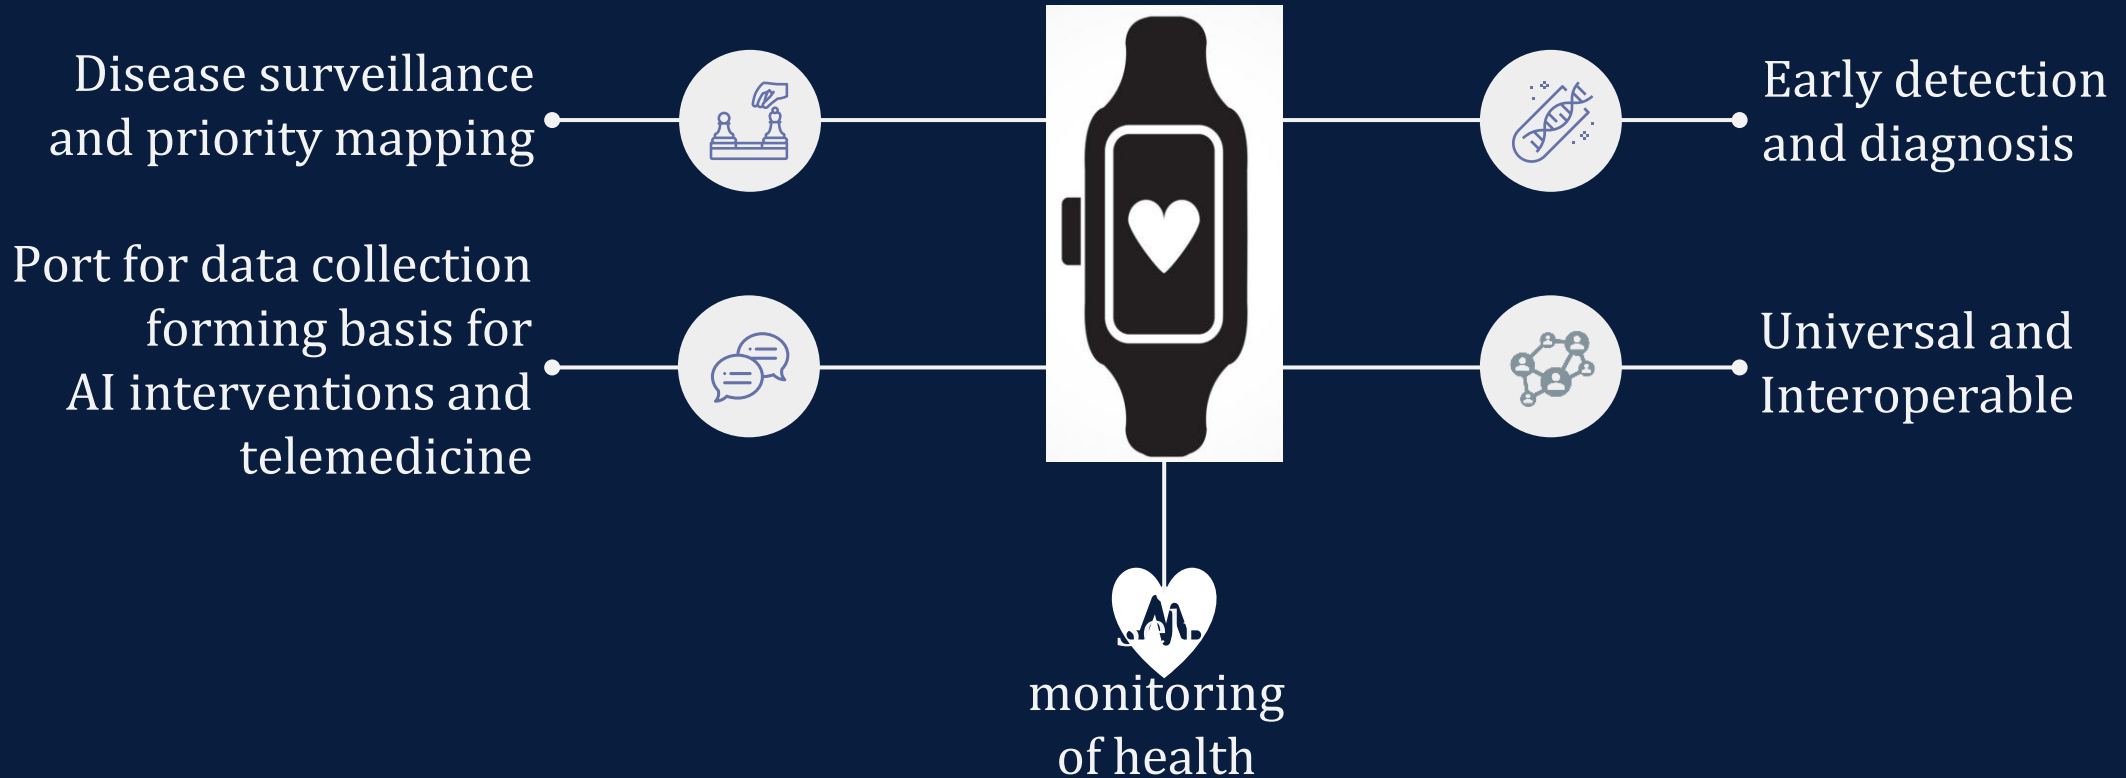 Disease surveillance
and priority mapping
Port for data collection
forming basis for
AI interventions and
telemedicine
Early detection
and diagnosis
Universal and
Interoperable
monitoring
of health